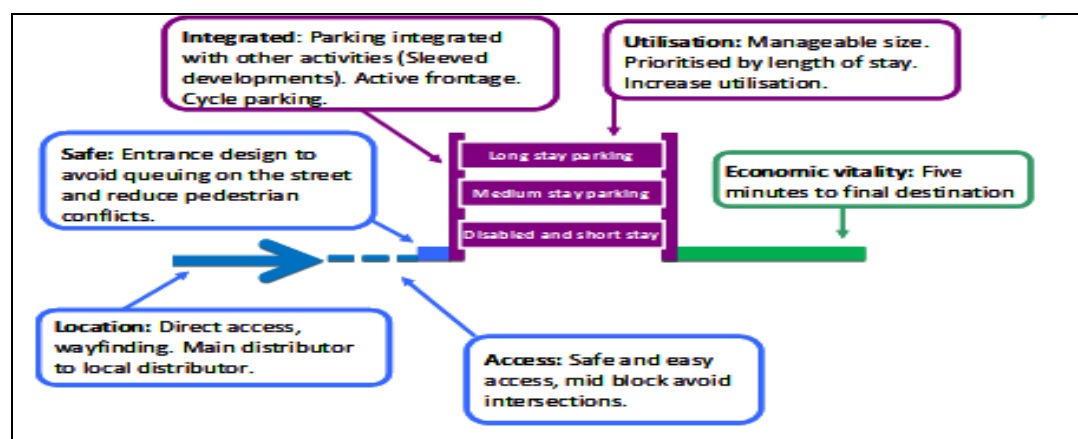 Integrated: Parking integrated
with other activities (Sleeved
developments). Active frontage.
Cycle parking.
Utilisation: Manageable size.
Prioritised by length of stay.
Increase utilisation.
Safe: Entrance design to
avoid queuing on the street
and reduce pedestrian
conflicts.
Long stay parking
Medium stay parking
Disabled and short stay
Economic vitality: Five
minutes to final destination
Location: Direct access,
wayfinding. Main distributor
to local distributor.
Access: Safe and easy
access, mid block avoid
intersections.